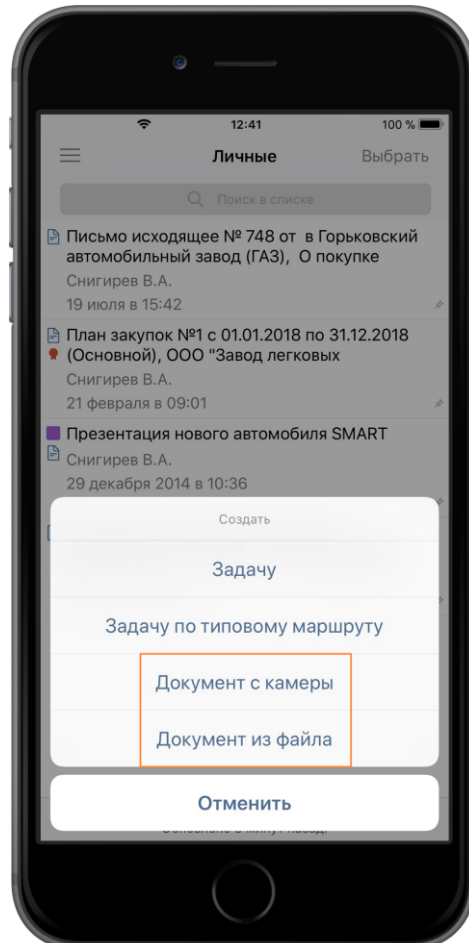 12:41
100 %
Личные
Выбрать
Поиск в списке
Письмо исходящее № 748 от в Горьковский
автомобильный завод (ГАЗ), О покупке
Снигирев В.А.
19 июля в 15:42
План закупок №1 с 01.01.2018 по 31.12.2018
(Основной), ООО "Завод легковых
Снигирев В.А.
21 февраля в 09:01
Презентация нового автомобиля SMART
Снигирев В.А.
29 декабря 2014 в 10:36
Создать
Задачу
Задачу по типовому маршруту
Документ с камеры
Документ из файла
Отменить